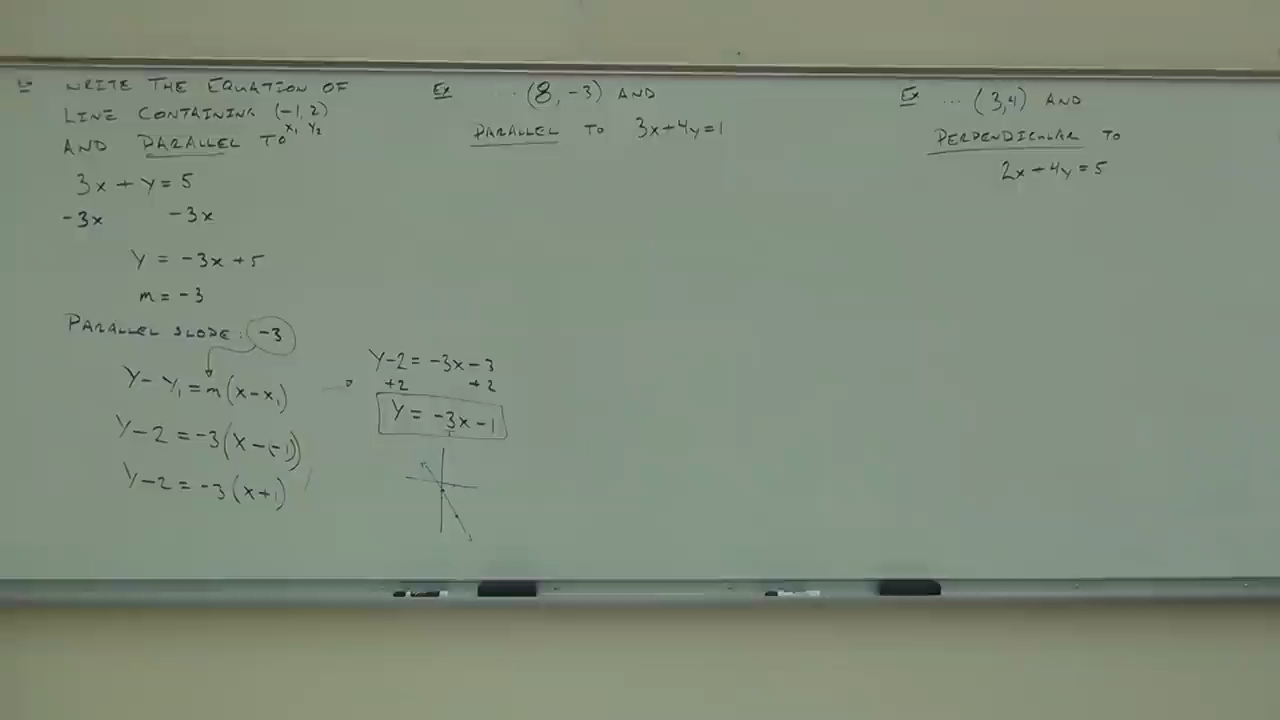 Ex WRITE THE EQUATION OF
LINE CONTAINING (-1, 2)
x₁ y₂
AND PARALLEL TO
3x + y = 5
-3x -3x
y = -3x + 5
m = -3
PARALLEL SLOPE: -3
y - y₁ = m(x - x₁)
y - 2 = -3(x - (-1))
y - 2 = -3(x + 1)
y - 2 = -3x - 3
+2 +2
y = -3x - 1
Ex ... (8, -3) AND
PARALLEL TO 3x + 4y = 1
Ex ... (3, 4) AND
PERPENDICULAR TO
2x + 4y = 5